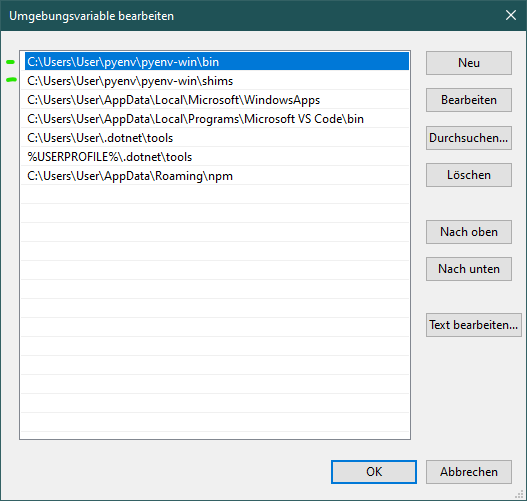 Umgebungsvariable bearbeiten
C:\Users\User\pyenv\pyenv-win\bin
C:\Users\User\pyenv\pyenv-win\shims
C:\Users\User\AppData\Local\Microsoft\WindowsApps
C:\Users\User\AppData\Local\Programs\Microsoft VS Code\bin
C:\Users\User\.dotnet\tools
%USERPROFILE%\.dotnet\tools
C:\Users\User\AppData\Roaming\npm
Neu
Bearbeiten
Durchsuchen...
Löschen
Nach oben
Nach unten
Text bearbeiten...
OK
Abbrechen